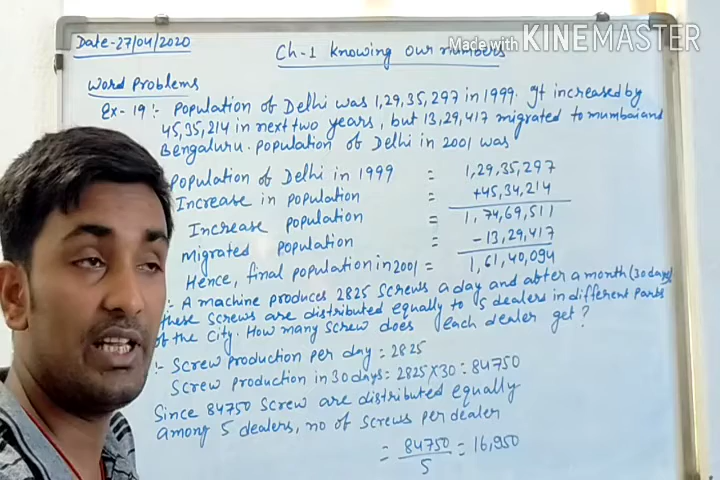 Date-27/04/2020
Made with KINEMASTER
Ch-1 Knowing our numbers
Word Problems
Ex-19:- Population of Delhi was 1,29,35,297 in 1999. It increased by
45,35,214 in next two years, but 13,29,417 migrated to mumbai and
Bengaluru. Population of Delhi in 2001 was
Population of Delhi in 1999 = 1,29,35,297
Increase in population = +45,34,214
Increase population = 1,74,69,511
Migrated population = -13,29,417
Hence, final population in 2001 = 1,61,40,094
:- A machine produces 2825 screws a day and abter a month (30 days)
these screws are distributed equally to 5 dealers in different parts
of the city. How many screw does each dealer get?
:- Screw production per day = 2825
Screw production in 30 days = 2825 × 30 = 84750
Since 84750 screw are distributed equally
among 5 dealers, no of screws per dealer
= 84750/5 = 16,950